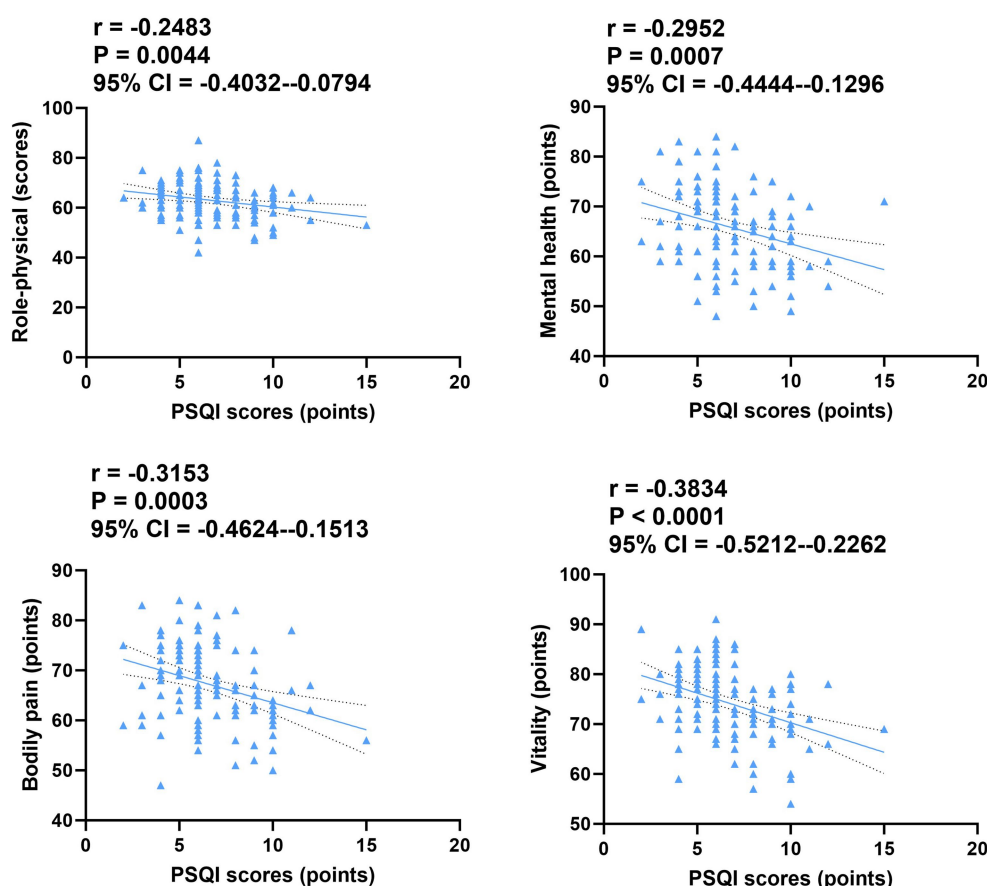 r = -0.2483
P = 0.0044
95% CI = -0.4032--0.0794
100
80
60
40
20
0
Role-physical (scores)
0 5 10 15 20
PSQI scores (points)
r = -0.2952
P = 0.0007
95% CI = -0.4444--0.1296
90
80
70
60
50
40
Mental health (points)
0 5 10 15 20
PSQI scores (points)
r = -0.3153
P = 0.0003
95% CI = -0.4624--0.1513
90
80
70
60
50
40
Bodily pain (points)
0 5 10 15 20
PSQI scores (points)
r = -0.3834
P < 0.0001
95% CI = -0.5212--0.2262
100
90
80
70
60
50
Vitality (points)
0 5 10 15 20
PSQI scores (points)